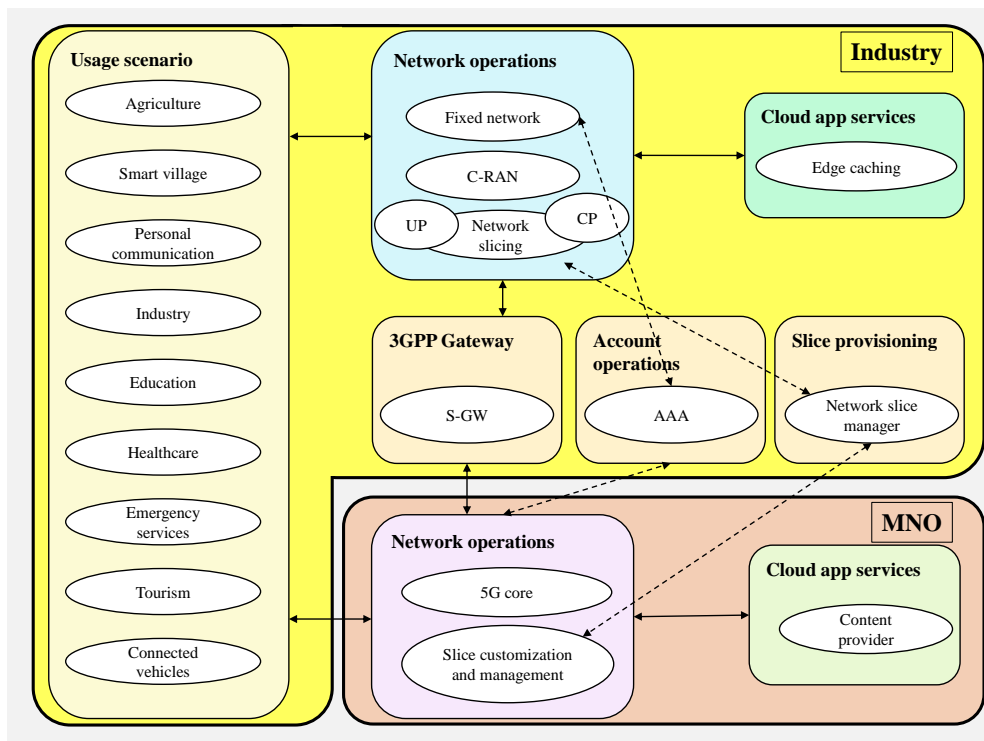 Industry
Usage scenario
Agriculture
Smart village
Personal
communication
Industry
Education
Healthcare
Emergency
services
Tourism
Connected
vehicles
Network operations
Fixed network
C-RAN
UP
CP
Network
slicing
Cloud app services
Edge caching
3GPP Gateway
S-GW
Account
operations
AAA
Slice provisioning
Network slice
manager
MNO
Network operations
5G core
Slice customization
and management
Cloud app services
Content
provider